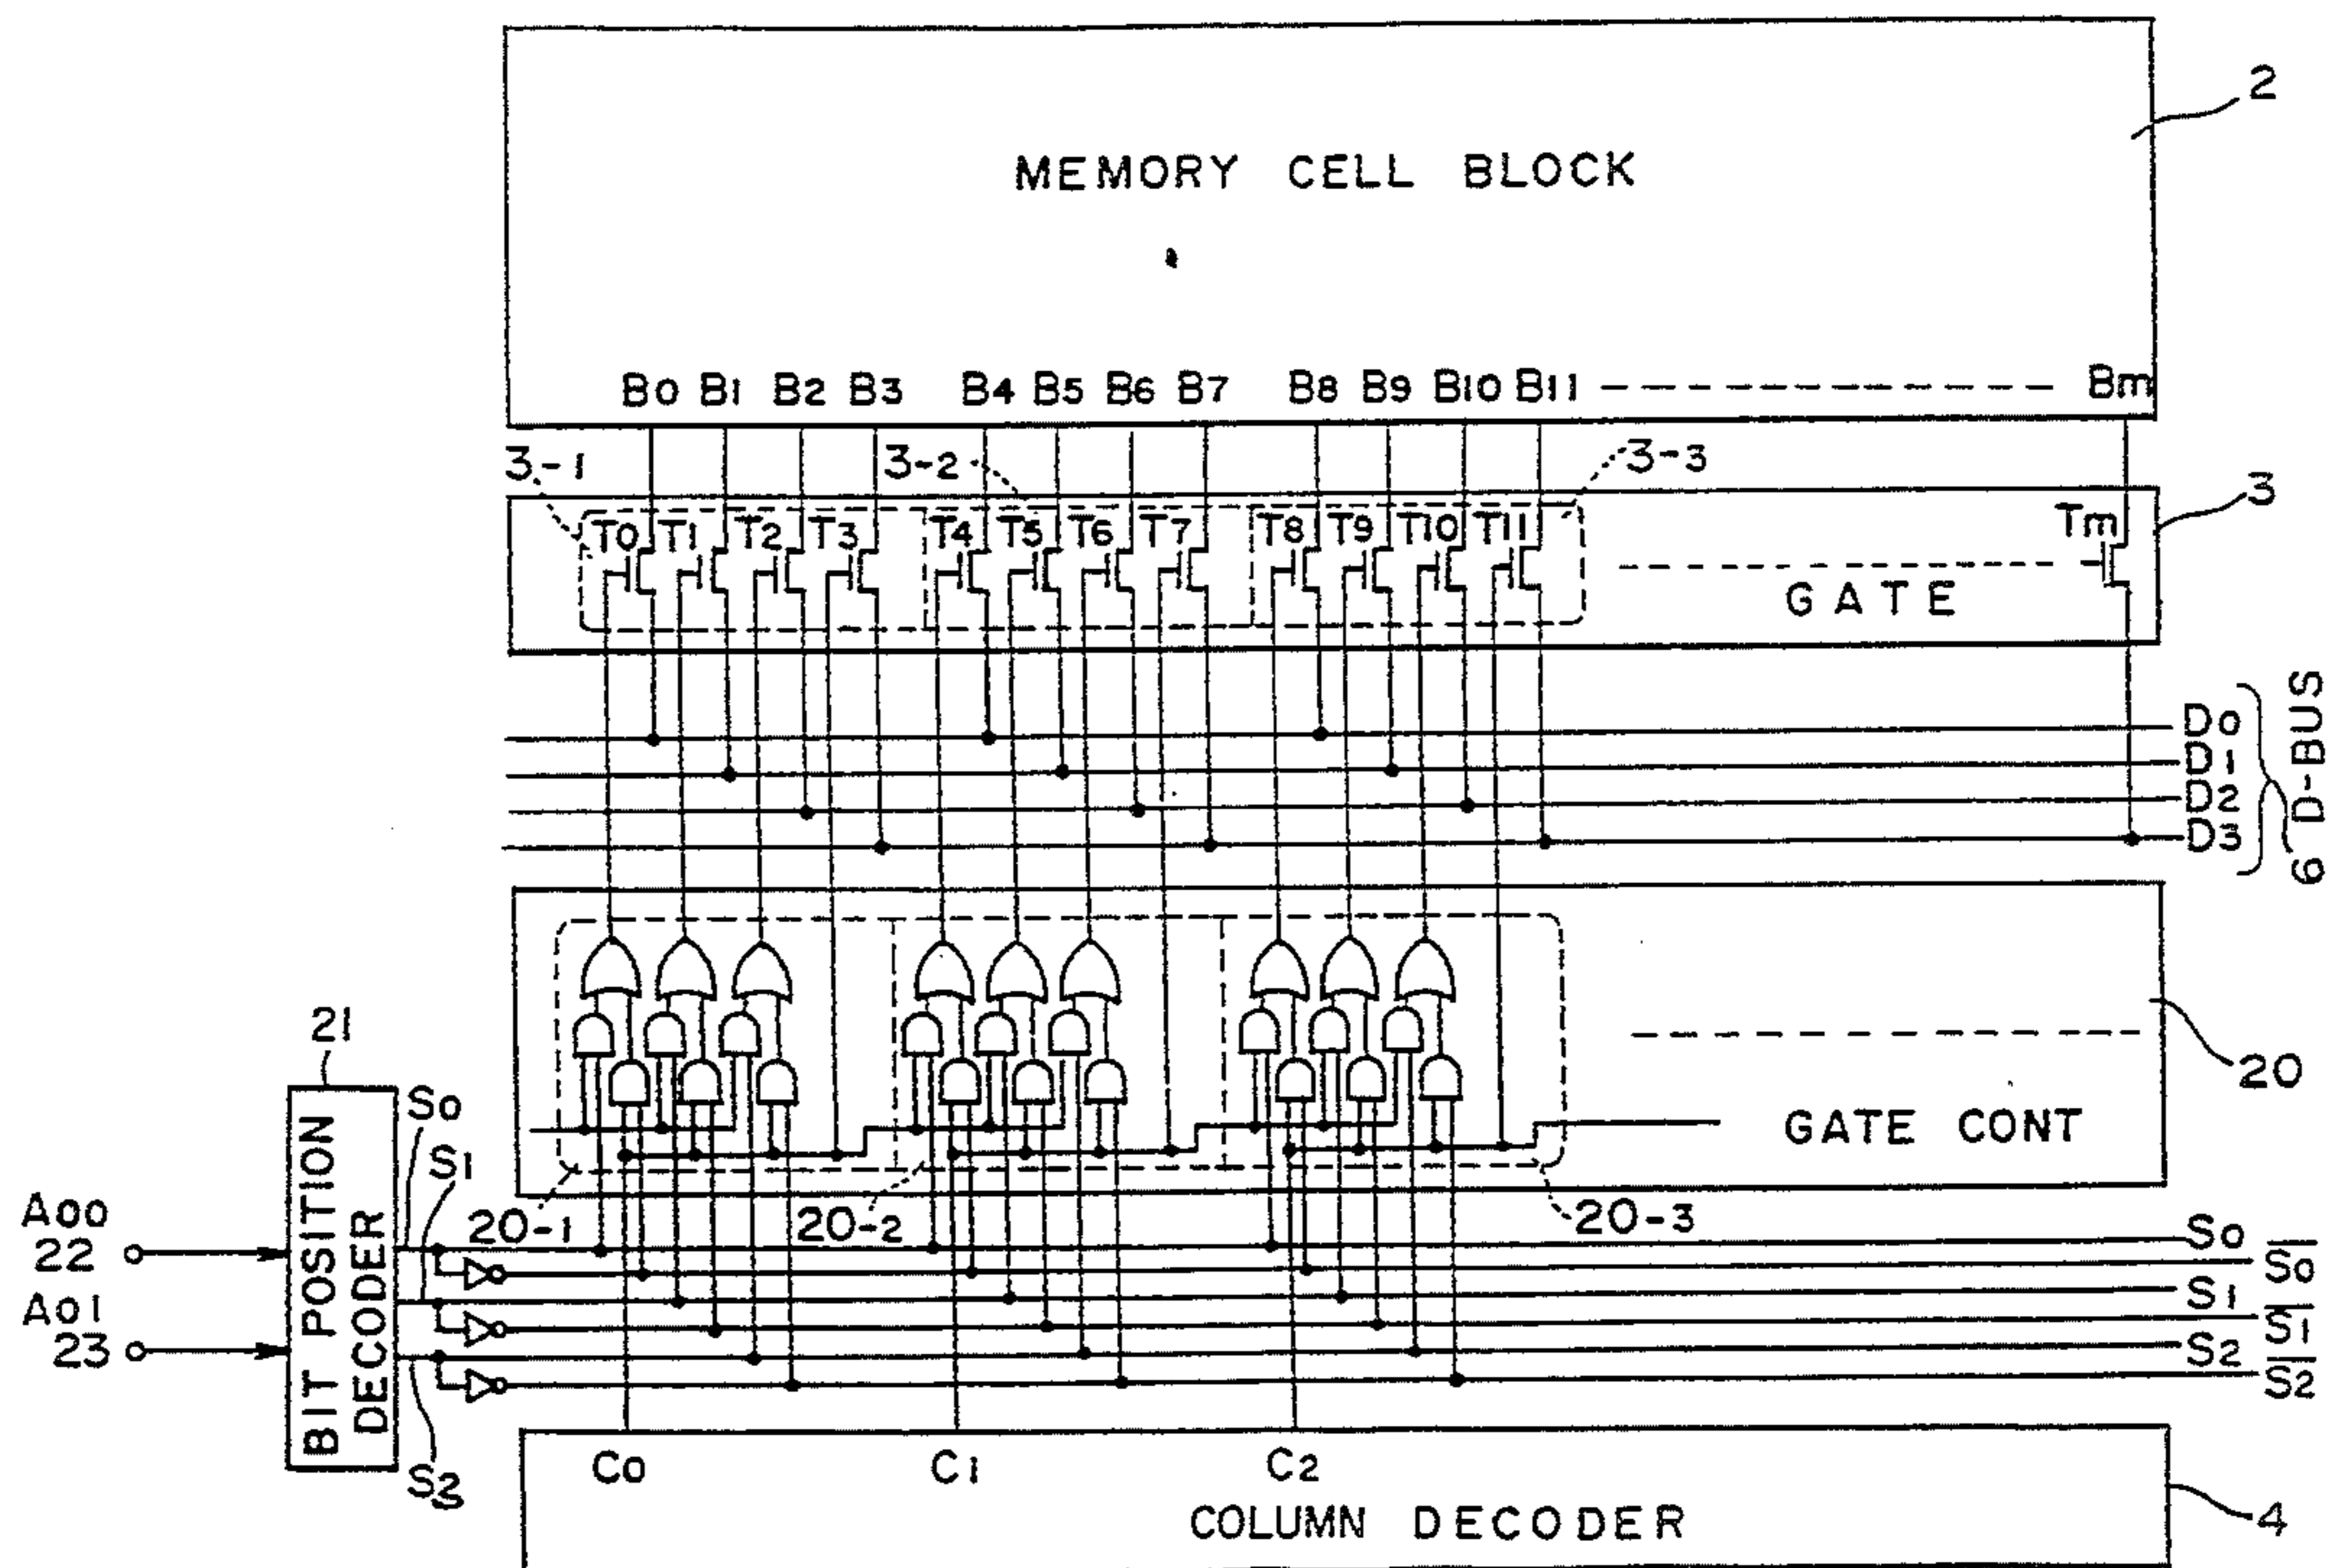 2
MEMORY CELL BLOCK
B0 B1 B2 B3 B4 B5 B6 B7 B8 B9 B10 B11 Bm
3-1 3-2 3-3
3
T0 T1 T2 T3 T4 T5 T6 T7 T8 T9 T10 T11 Tm
GATE
D0
D1
D2
D3
D-BUS
6
21
20
GATE CONT
S0
S1
20-1 20-2 20-3
A00
22
A01
23
BIT POSITION
DECODER
S0
S̅0̅
S1
S̅1̅
S2
S̅2̅
S2
C0 C1 C2
COLUMN DECODER
4